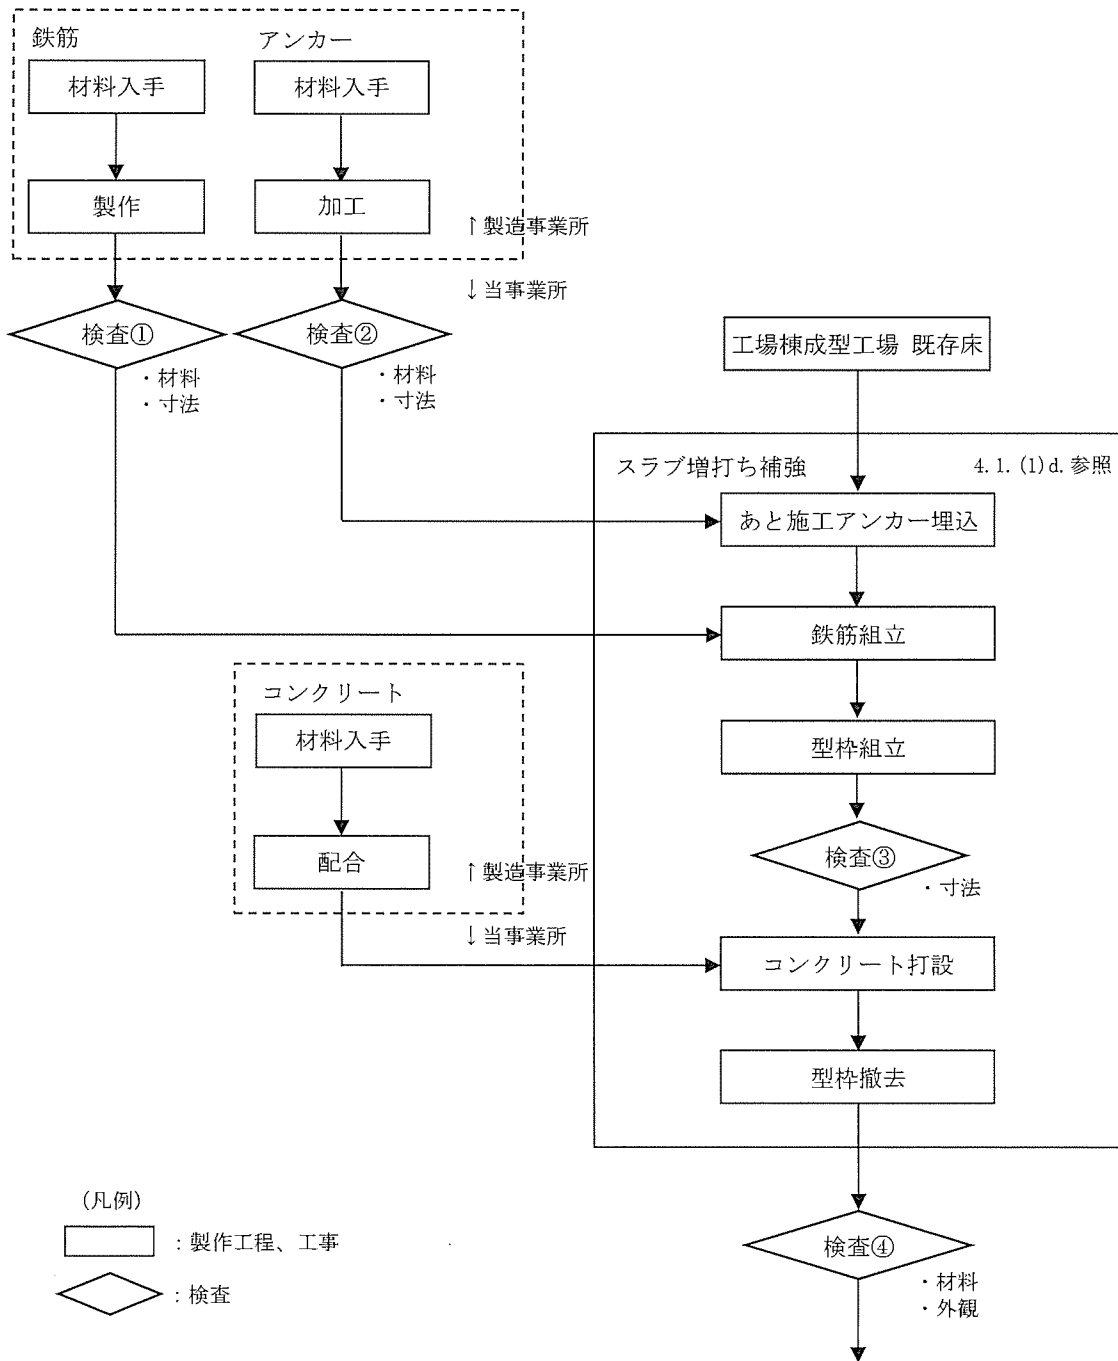 鉄筋
アンカー
材料入手
材料入手
製作
加工
↑製造事業所
↓当事業所
検査①
・材料
・寸法
検査②
・材料
・寸法
工場棟成型工場 既存床
スラブ増打ち補強
4.1.(1)d.参照
あと施工アンカー埋込
鉄筋組立
コンクリート
材料入手
型枠組立
配合
↑製造事業所
↓当事業所
検査③
・寸法
コンクリート打設
型枠撤去
検査④
・材料
・外観
(凡例)
：製作工程、工事
：検査